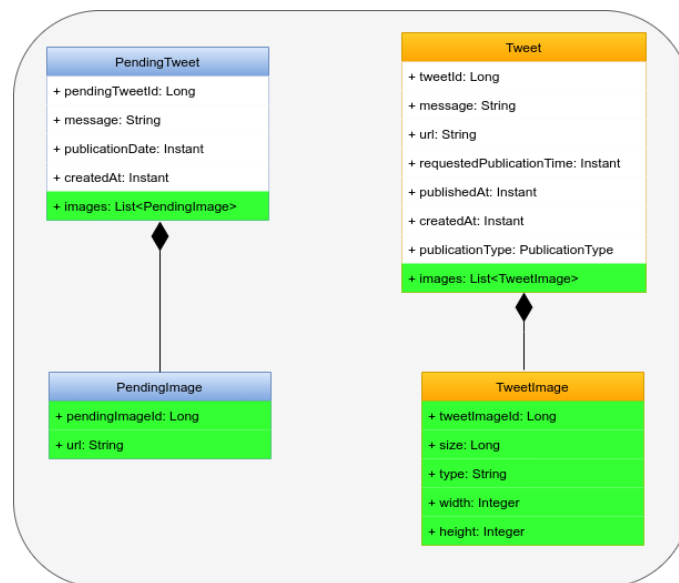 PendingTweet
+ pendingTweetId: Long
+ message: String
+ publicationDate: Instant
+ createdAt: Instant
+ images: List<PendingImage>
Tweet
+ tweetId: Long
+ message: String
+ url: String
+ requestedPublicationTime: Instant
+ publishedAt: Instant
+ createdAt: Instant
+ publicationType: PublicationType
+ images: List<TweetImage>
PendingImage
+ pendingImageId: Long
+ url: String
TweetImage
+ tweetImageId: Long
+ size: Long
+ type: String
+ width: Integer
+ height: Integer